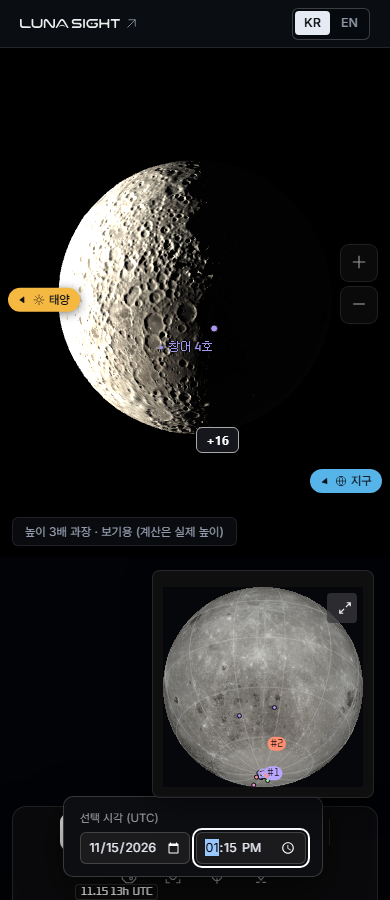 LUNA SIGHT
KR EN
태양
창어 4호
+16
지구
높이 3배 과장 · 보기용 (계산은 실제 높이)
#2
#1
선택 시각 (UTC)
11/15/2026 01:15 PM
11.15 13h UTC